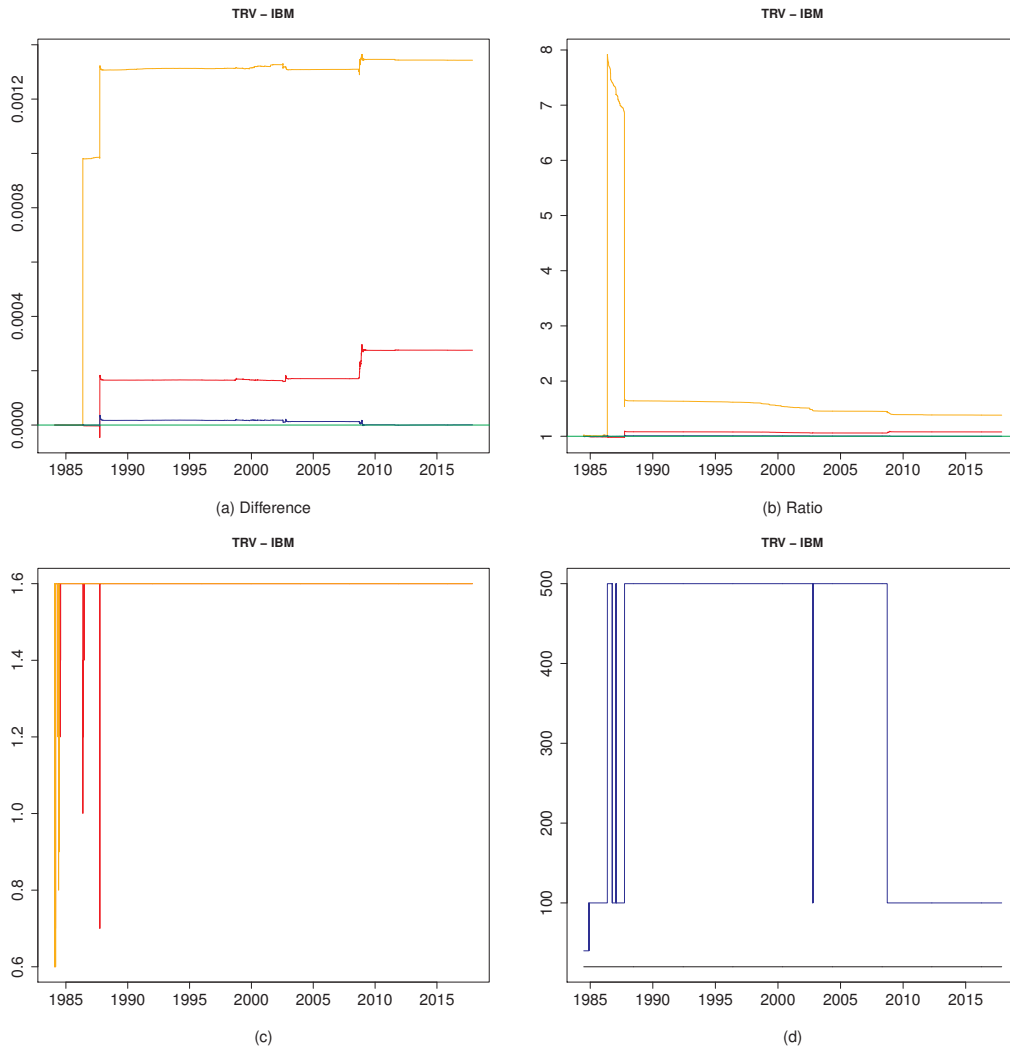 TRV – IBM
0.0000 0.0004 0.0008 0.0012
1985 1990 1995 2000 2005 2010 2015
(a) Difference
TRV – IBM
1 2 3 4 5 6 7 8
1985 1990 1995 2000 2005 2010 2015
(b) Ratio
TRV – IBM
0.6 0.8 1.0 1.2 1.4 1.6
1985 1990 1995 2000 2005 2010 2015
(c)
TRV – IBM
100 200 300 400 500
1985 1990 1995 2000 2005 2010 2015
(d)